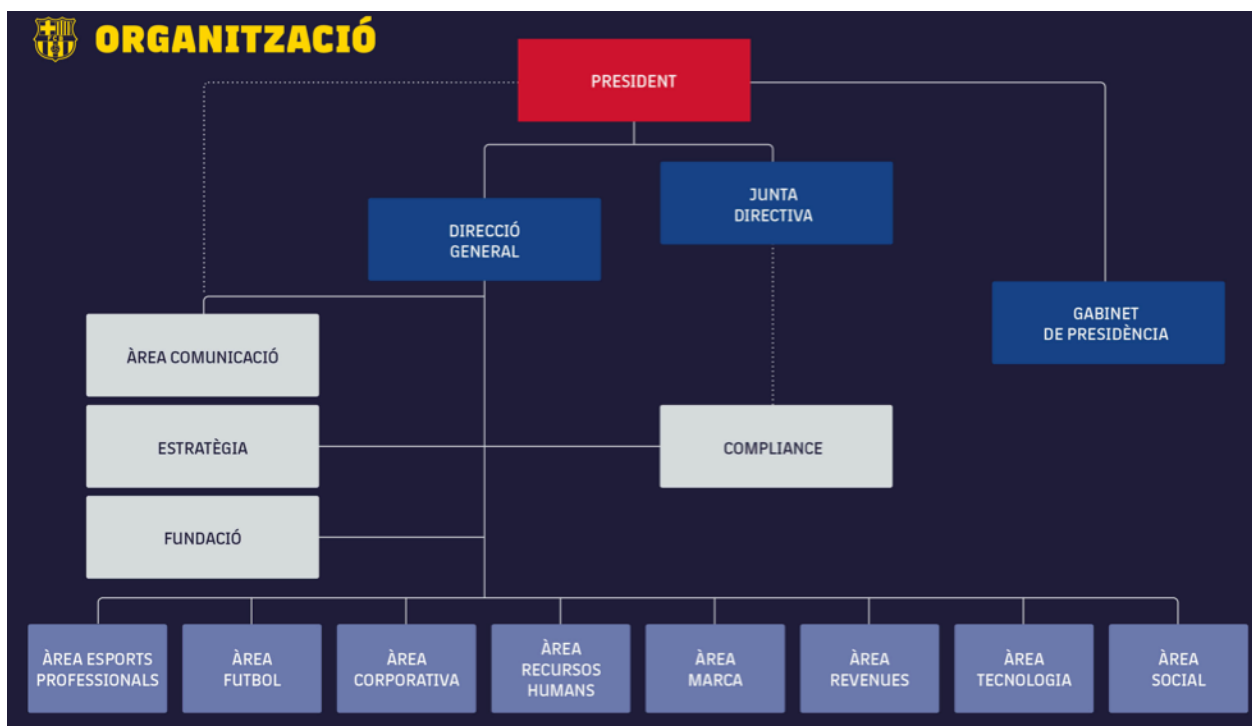 ORGANITZACIÓ
PRESIDENT
JUNTA
DIRECTIVA
DIRECCIÓ
GENERAL
GABINET
DE PRESIDÈNCIA
ÀREA COMUNICACIÓ
ESTRATÈGIA
COMPLIANCE
FUNDACIÓ
ÀREA ESPORTS
PROFESSIONALS
ÀREA
FUTBOL
ÀREA
CORPORATIVA
ÀREA
RECURSOS
HUMANS
ÀREA
MARCA
ÀREA
REVENUES
ÀREA
TECNOLOGIA
ÀREA
SOCIAL